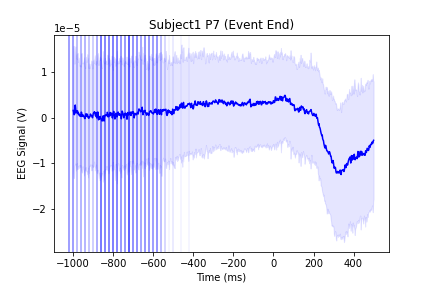 Subject1 P7 (Event End)
1e−5
1
0
−1
−2
EEG Signal (V)
−1000 −800 −600 −400 −200 0 200 400
Time (ms)